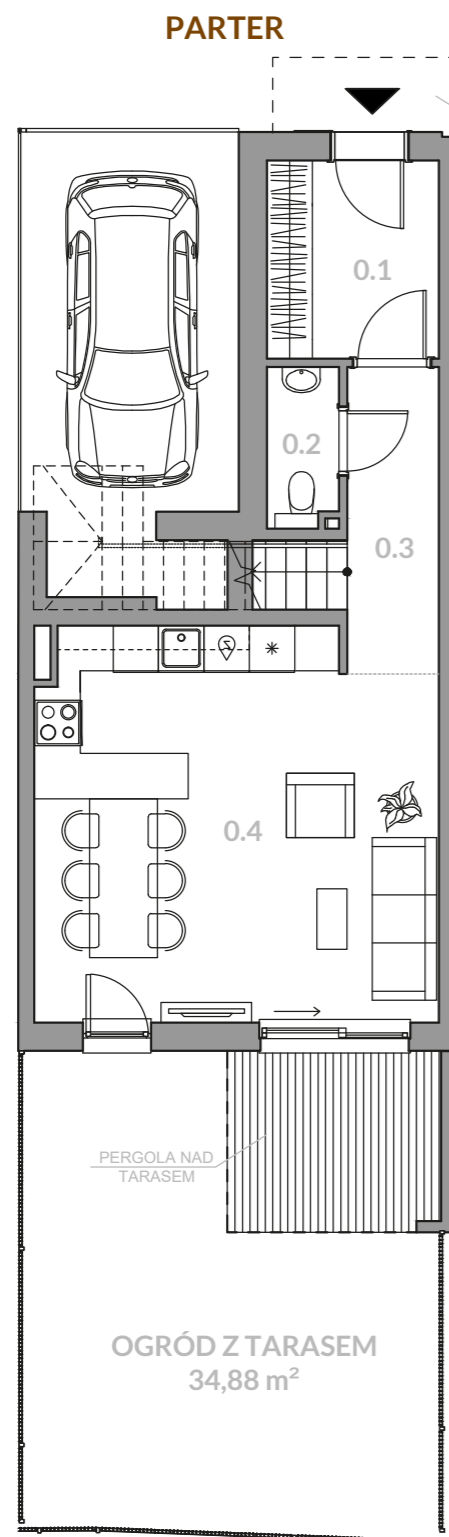 PARTER
0.1
0.2
0.3
0.4
PERGOLA NAD
TARASEM
OGRÓD Z TARASEM
34,88 m²